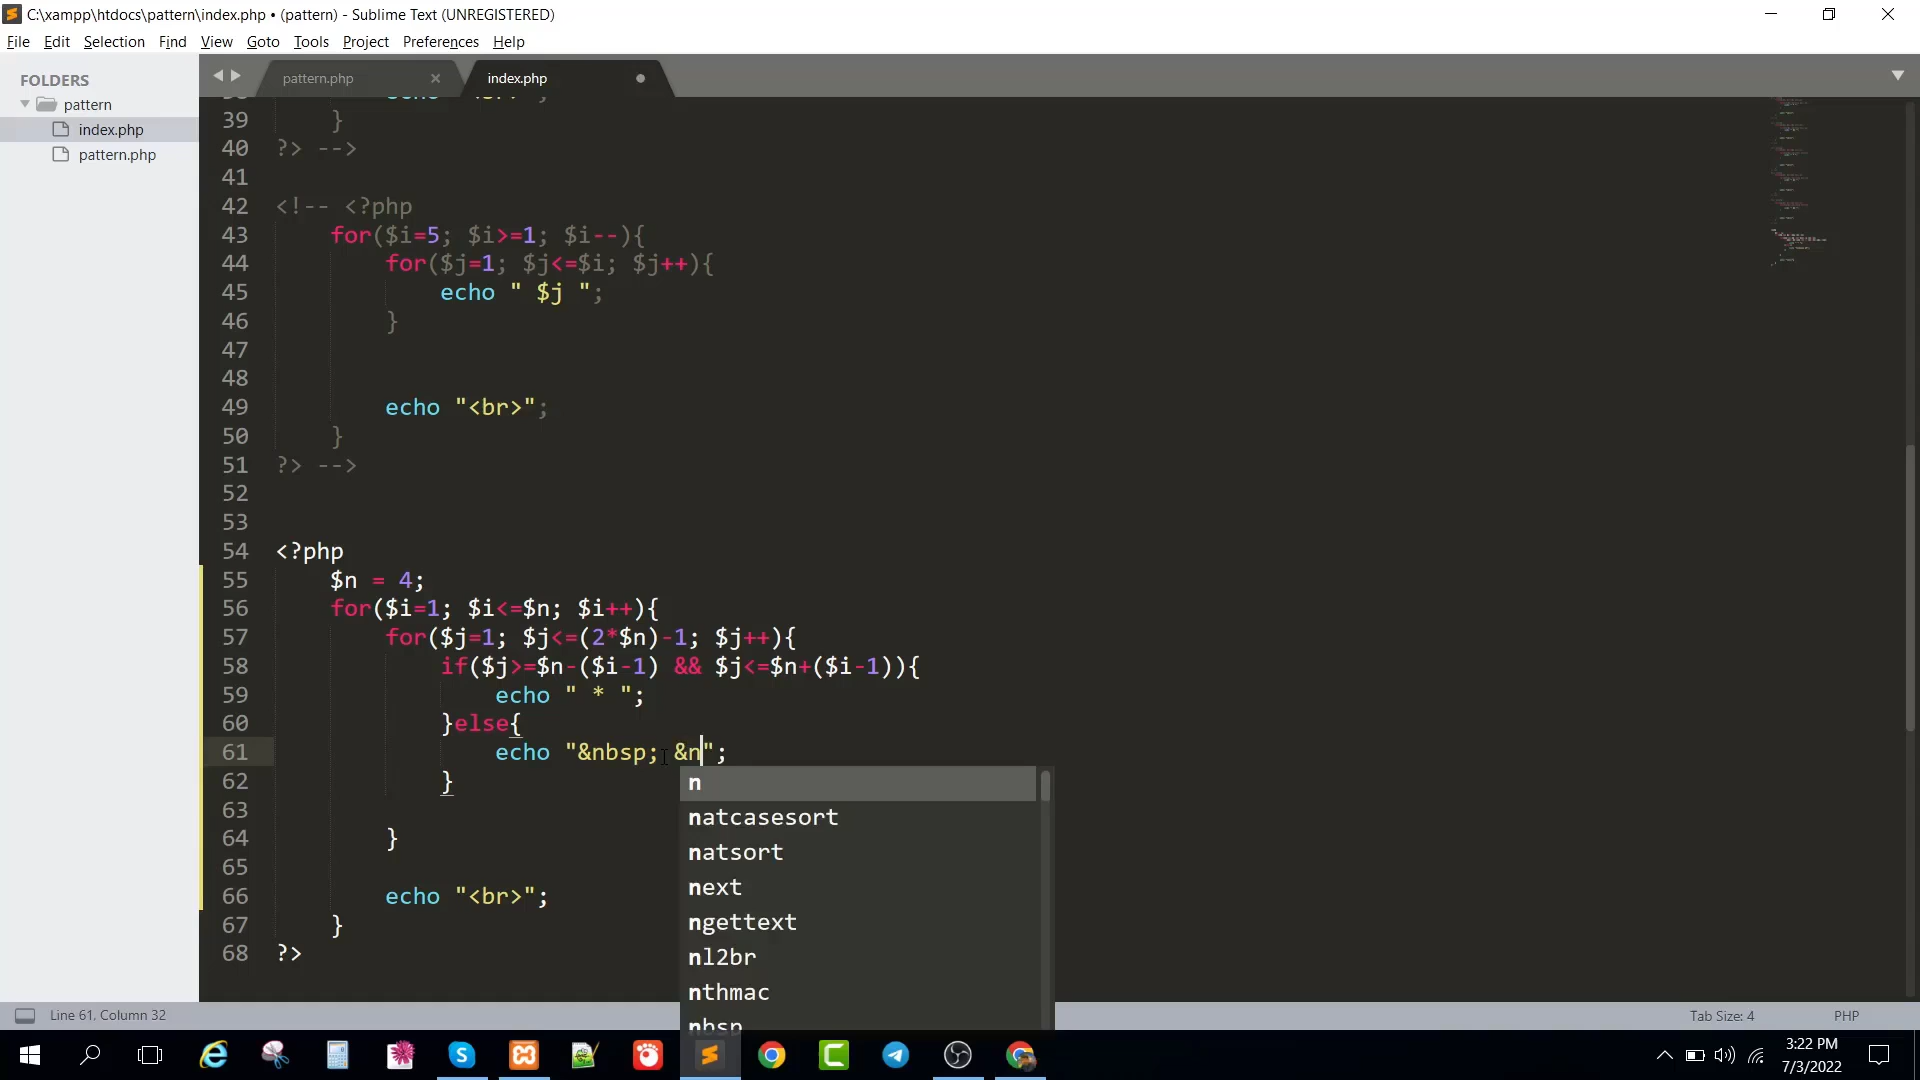 C:\xampp\htdocs\pattern\index.php • (pattern) - Sublime Text (UNREGISTERED)
File Edit Selection Find View Goto Tools Project Preferences Help
FOLDERS
pattern
index.php
pattern.php
pattern.php index.php
39 }
40 ?> -->
41
42 <!-- <?php
43 for($i=5; $i>=1; $i--){
44 for($j=1; $j<=$i; $j++){
45 echo " $j ";
46 }
47
48
49 echo "<br>";
50 }
51 ?> -->
52
53
54 <?php
55 $n = 4;
56 for($i=1; $i<=$n; $i++){
57 for($j=1; $j<=(2*$n)-1; $j++){
58 if($j>=$n-($i-1) && $j<=$n+($i-1)){
59 echo " * ";
60 }else{
61 echo "&nbsp; &n";
62 }
63
64 }
65
66 echo "<br>";
67 }
68 ?>
n
natcasesort
natsort
next
ngettext
nl2br
nthmac
nbsp
Line 61, Column 32
Tab Size: 4 PHP
3:22 PM
7/3/2022